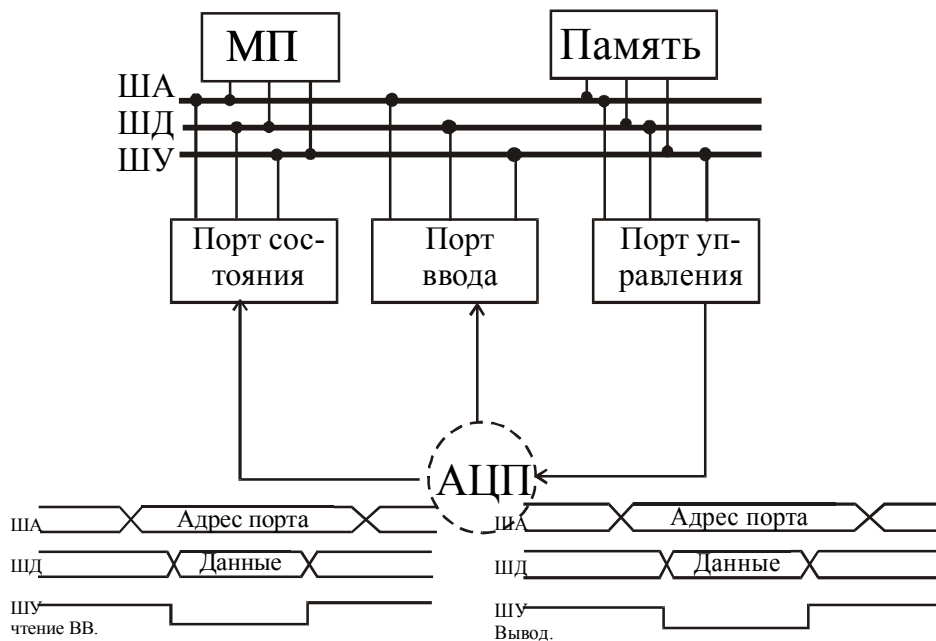 МП
Память
ША
ШД
ШУ
Порт сос-
тояния
Порт
ввода
Порт уп-
равления
АЦП
ША
Адрес порта
ШД
Данные
ШУ
чтение ВВ.
ША
Адрес порта
ШД
Данные
ШУ
Вывод.